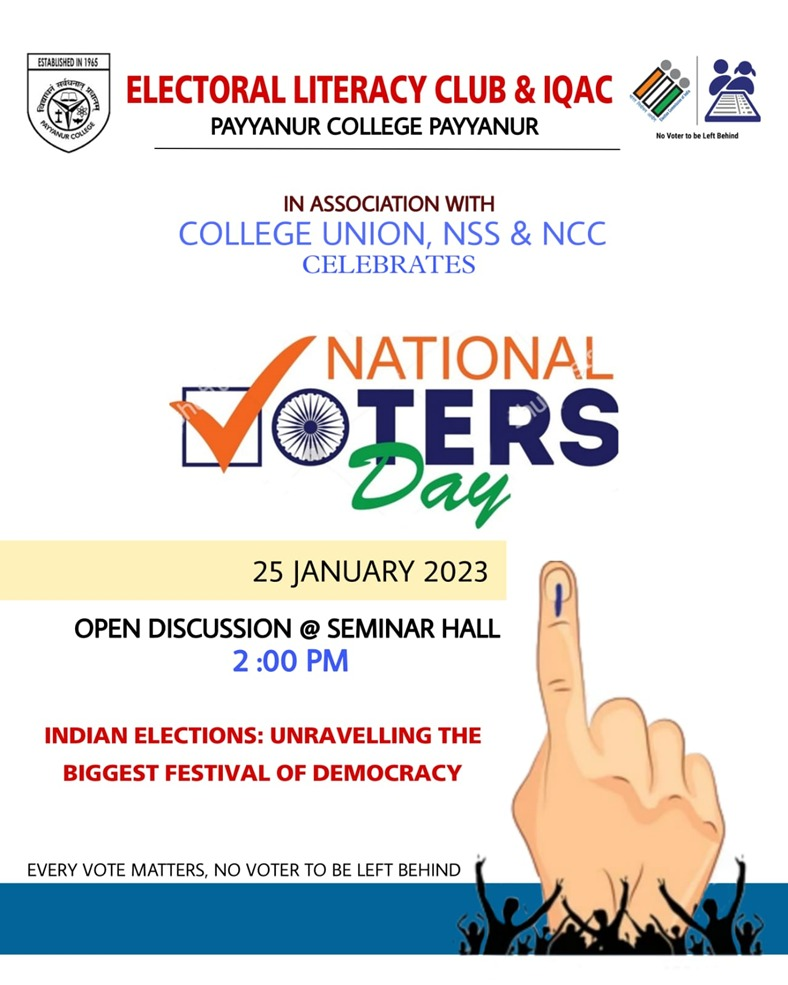 ESTABLISHED IN 1965
PAYYANUR COLLEGE
ELECTORAL LITERACY CLUB & IQAC
PAYYANUR COLLEGE PAYYANUR
No Voter to be Left Behind
IN ASSOCIATION WITH
COLLEGE UNION, NSS & NCC
CELEBRATES
NATIONAL
VOTERS
Day
25 JANUARY 2023
OPEN DISCUSSION @ SEMINAR HALL
2 :00 PM
INDIAN ELECTIONS: UNRAVELLING THE
BIGGEST FESTIVAL OF DEMOCRACY
EVERY VOTE MATTERS, NO VOTER TO BE LEFT BEHIND